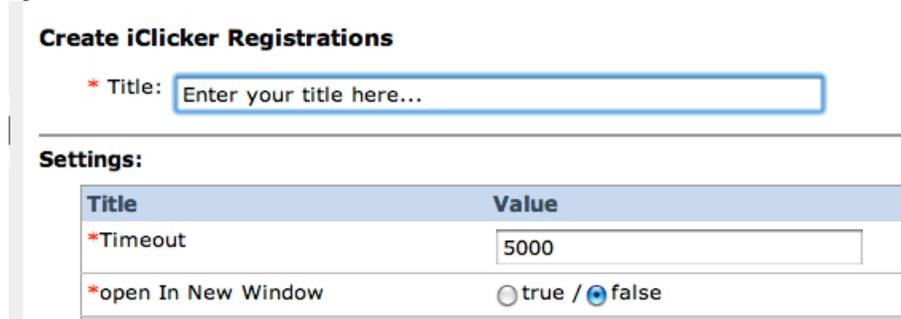 Create iClicker Registrations
* Title: Enter your title here...
Settings:
Title Value
*Timeout 5000
*open In New Window true / false